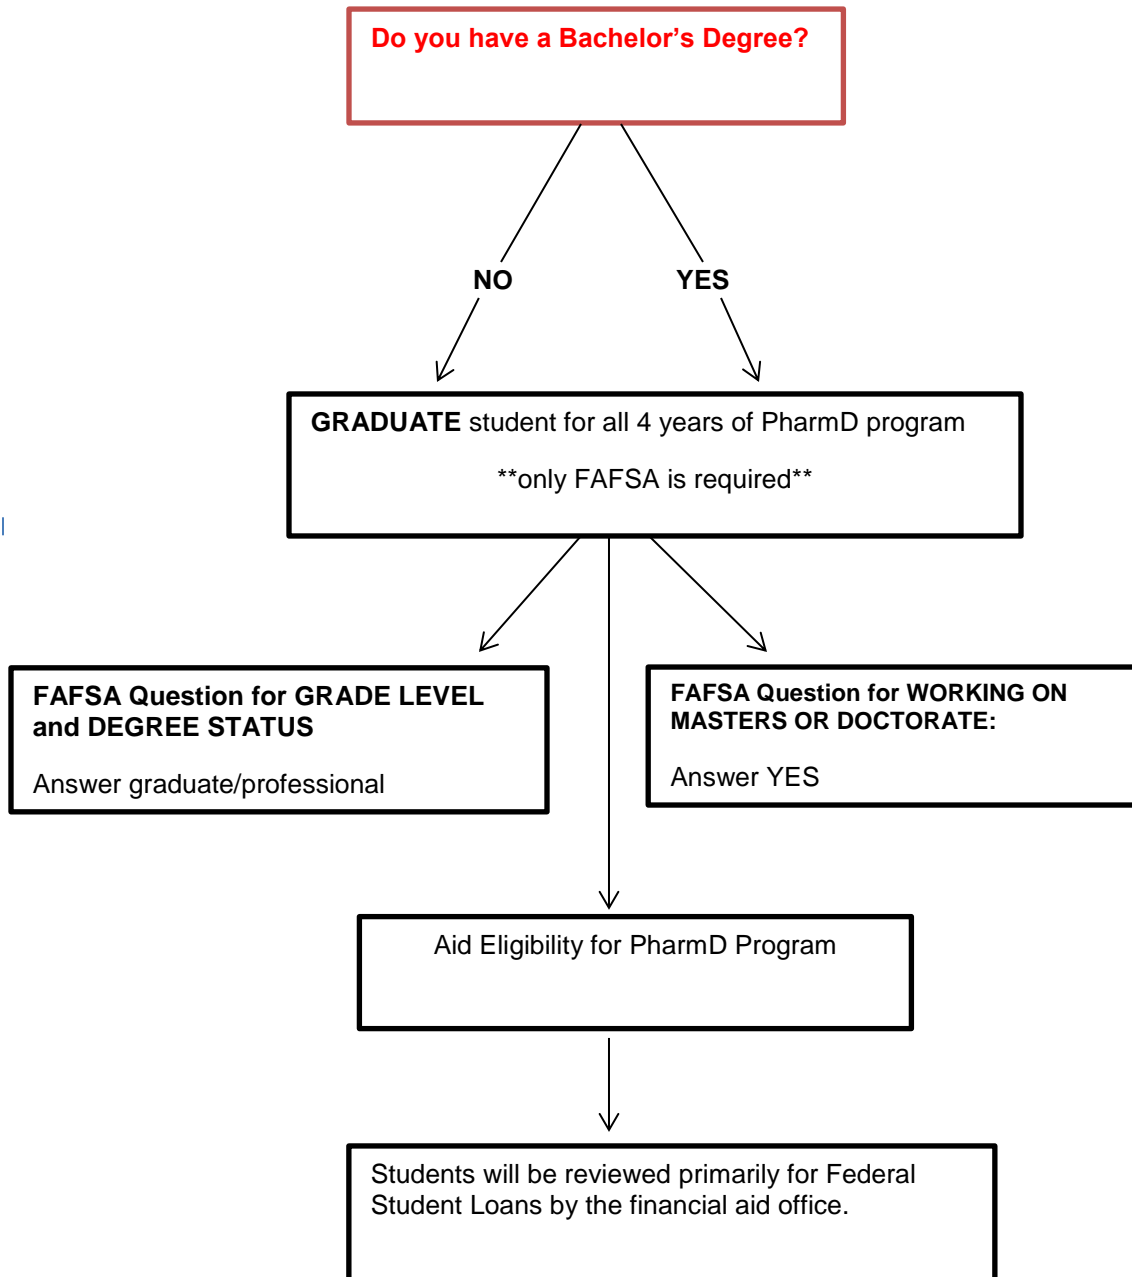 Do you have a Bachelor’s Degree?
NO
YES
GRADUATE student for all 4 years of PharmD program
**only FAFSA is required**
FAFSA Question for GRADE LEVEL
and DEGREE STATUS
Answer graduate/professional
FAFSA Question for WORKING ON
MASTERS OR DOCTORATE:
Answer YES
Aid Eligibility for PharmD Program
Students will be reviewed primarily for Federal
Student Loans by the financial aid office.